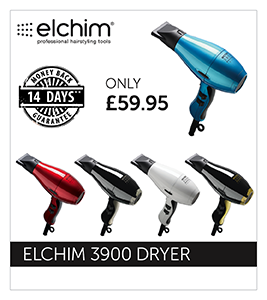 elchim®
professional hairstyling tools
MONEY BACK
14 DAYS**
GUARANTEE
ONLY
£59.95
ELCHIM 3900 DRYER